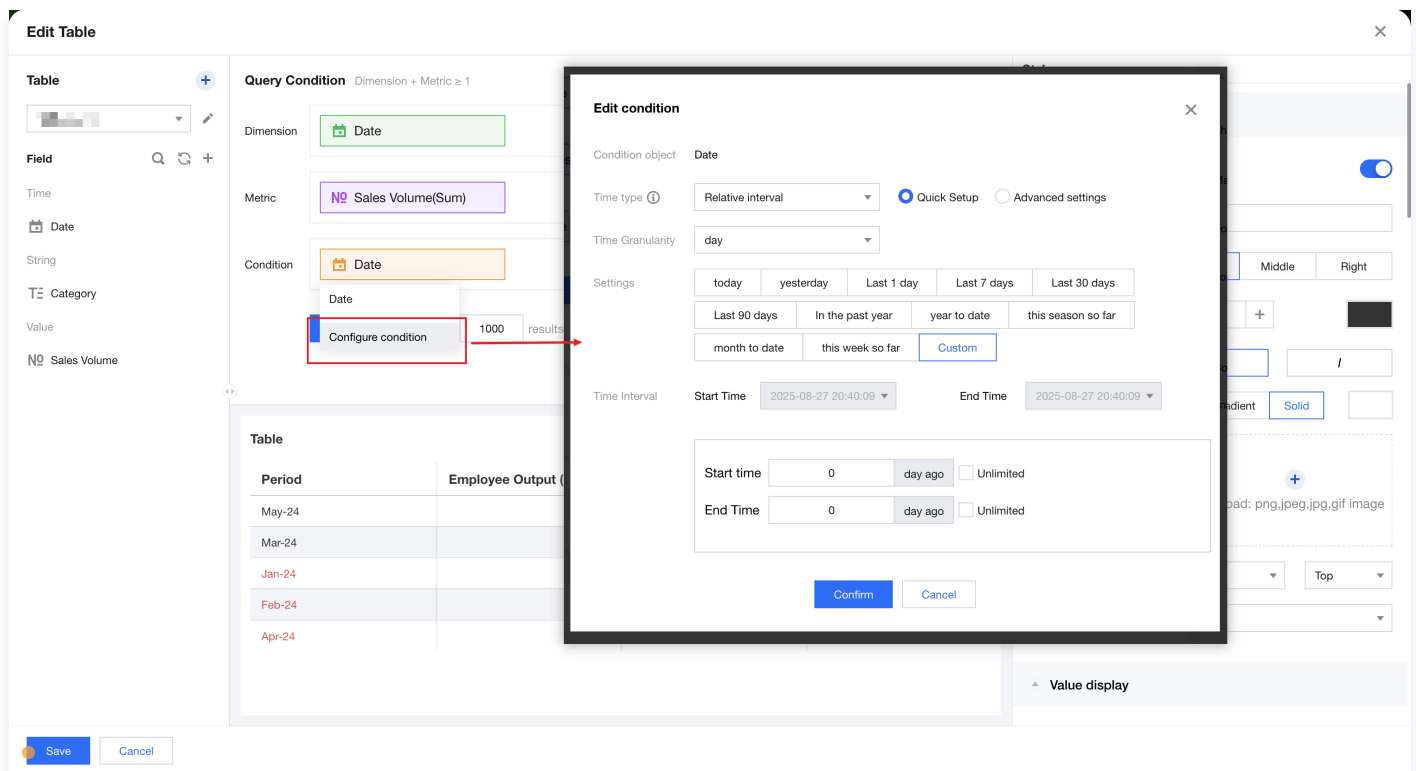 Edit Table
Table
Query Condition Dimension + Metric ≥ 1
Dimension
Date
Field
Metric
Nº Sales Volume(Sum)
Time
Date
String
Condition
Date
Category
Date
Value
Configure condition
1000 results
Nº Sales Volume
Table
Period Employee Output (
May-24
Mar-24
Jan-24
Feb-24
Apr-24
Edit condition
Condition object Date
Time type Relative interval Quick Setup Advanced settings
Time Granularity day
Settings today yesterday Last 1 day Last 7 days Last 30 days
Last 90 days In the past year year to date this season so far
month to date this week so far Custom
Time Interval Start Time 2025-08-27 20:40:09 End Time 2025-08-27 20:40:09
Start time 0 day ago Unlimited
End Time 0 day ago Unlimited
Confirm Cancel
Middle Right
I
adient Solid
oad: png,jpeg,jpg,gif image
Top
Value display
Save Cancel